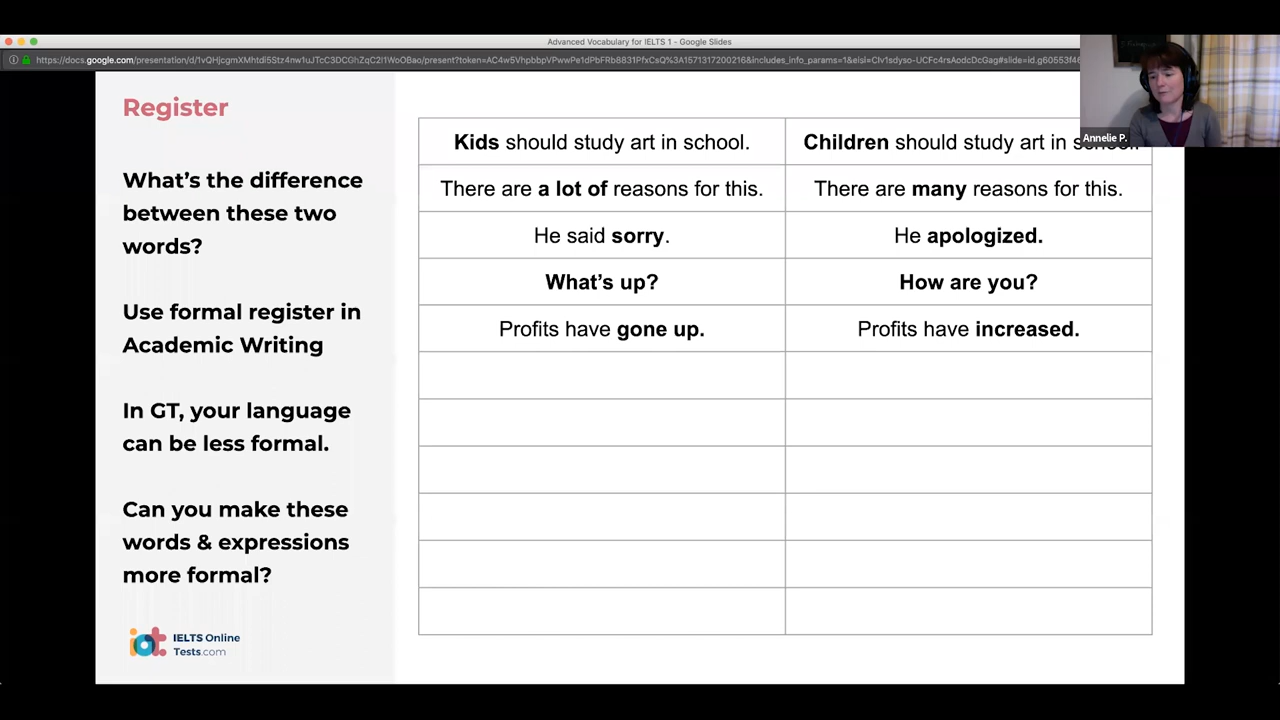 Advanced Vocabulary for IELTS 1 - Google Slides
Register
What's the difference
between these two
words?
Use formal register in
Academic Writing
In GT, your language
can be less formal.
Can you make these
words & expressions
more formal?
iot IELTS Online
Tests.com
Kids should study art in school. Children should study art in school.
There are a lot of reasons for this. There are many reasons for this.
He said sorry. He apologized.
What's up? How are you?
Profits have gone up. Profits have increased.
Annelie P.